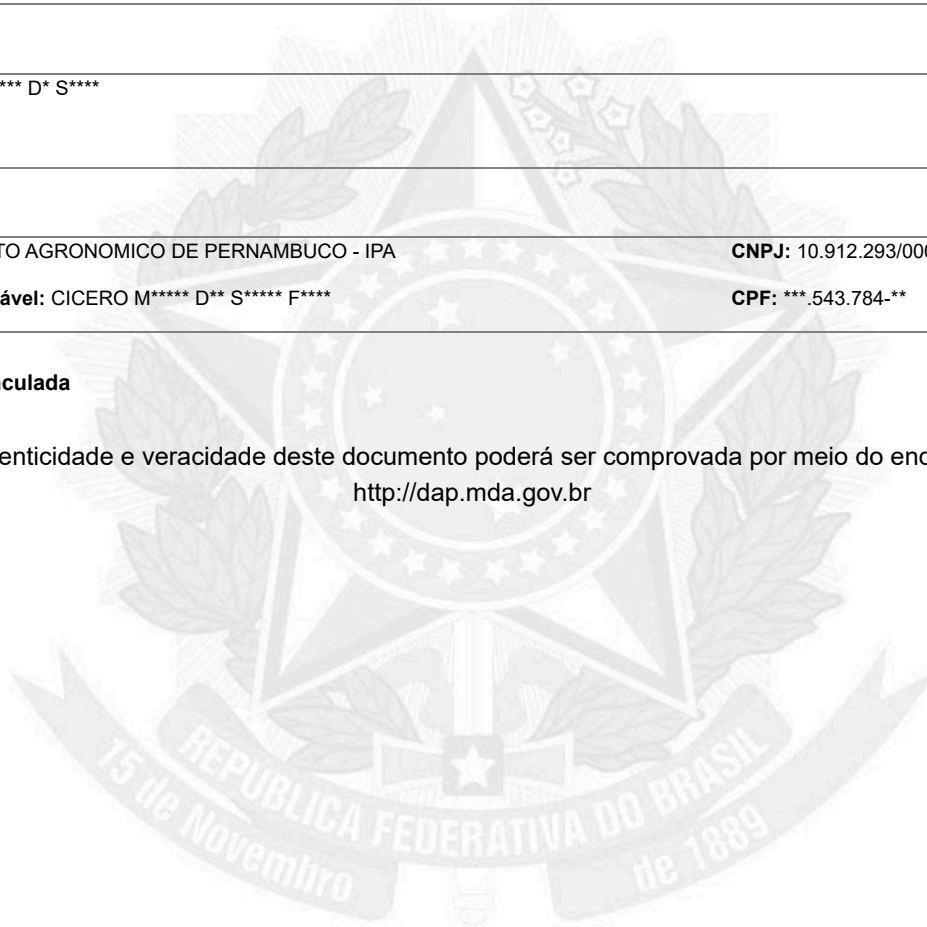 *** D* S****
TO AGRONOMICO DE PERNAMBUCO - IPA CNPJ: 10.912.293/000
ável: CICERO M***** D** S***** F**** CPF: ***.543.784-**
culada
enticidade e veracidade deste documento poderá ser comprovada por meio do end
http://dap.mda.gov.br
REPUBLICA FEDERATIVA DO BRASIL
15 de Novembro de 1889